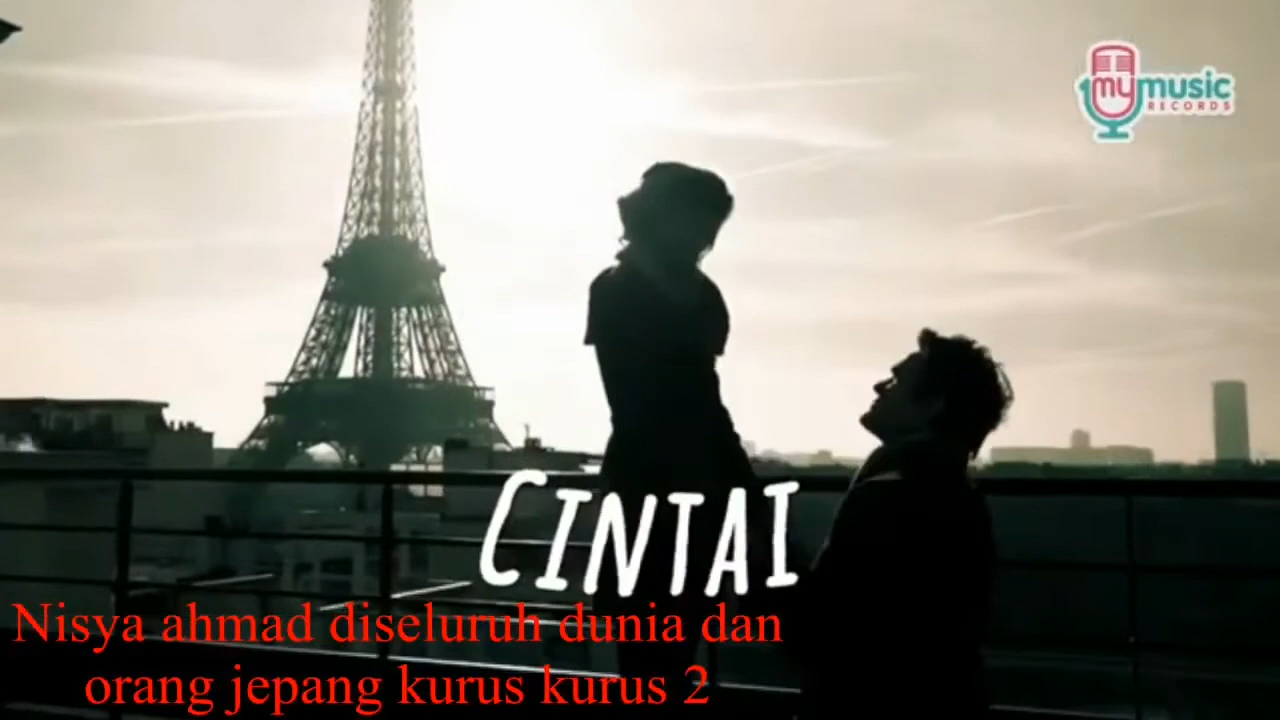 mymusic
RECORDS
CINTAI
Nisya ahmad diseluruh dunia dan
orang jepang kurus kurus 2